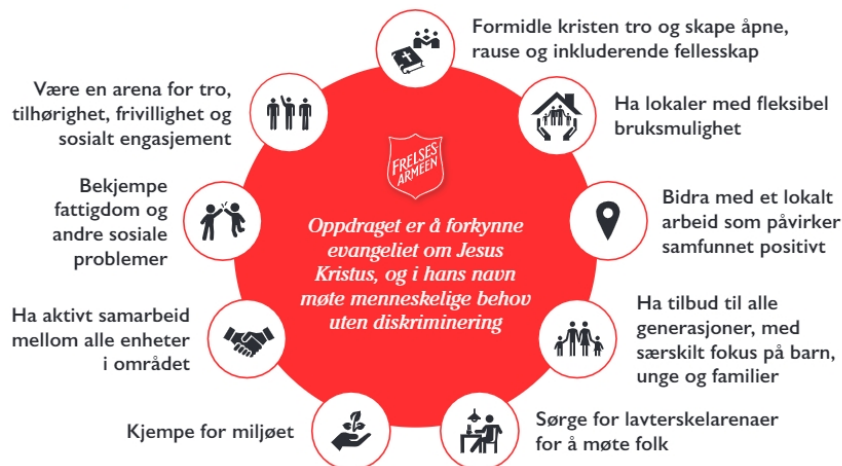 Formidle kristen tro og skape åpne,
rause og inkluderende fellesskap
Ha lokaler med fleksibel
bruksmulighet
Bidra med et lokalt
arbeid som påvirker
samfunnet positivt
Ha tilbud til alle
generasjoner, med
særskilt fokus på barn,
unge og familier
Sørge for lavterskelarenaer
for å møte folk
Kjempe for miljøet
Ha aktivt samarbeid
mellom alle enheter
i området
Bekjempe
fattigdom og
andre sosiale
problemer
Være en arena for tro,
tilhørighet, frivillighet og
sosialt engasjement
FRELSES-
ARMEEN
Oppdraget er å forkynne
evangeliet om Jesus
Kristus, og i hans navn
møte menneskelige behov
uten diskriminering